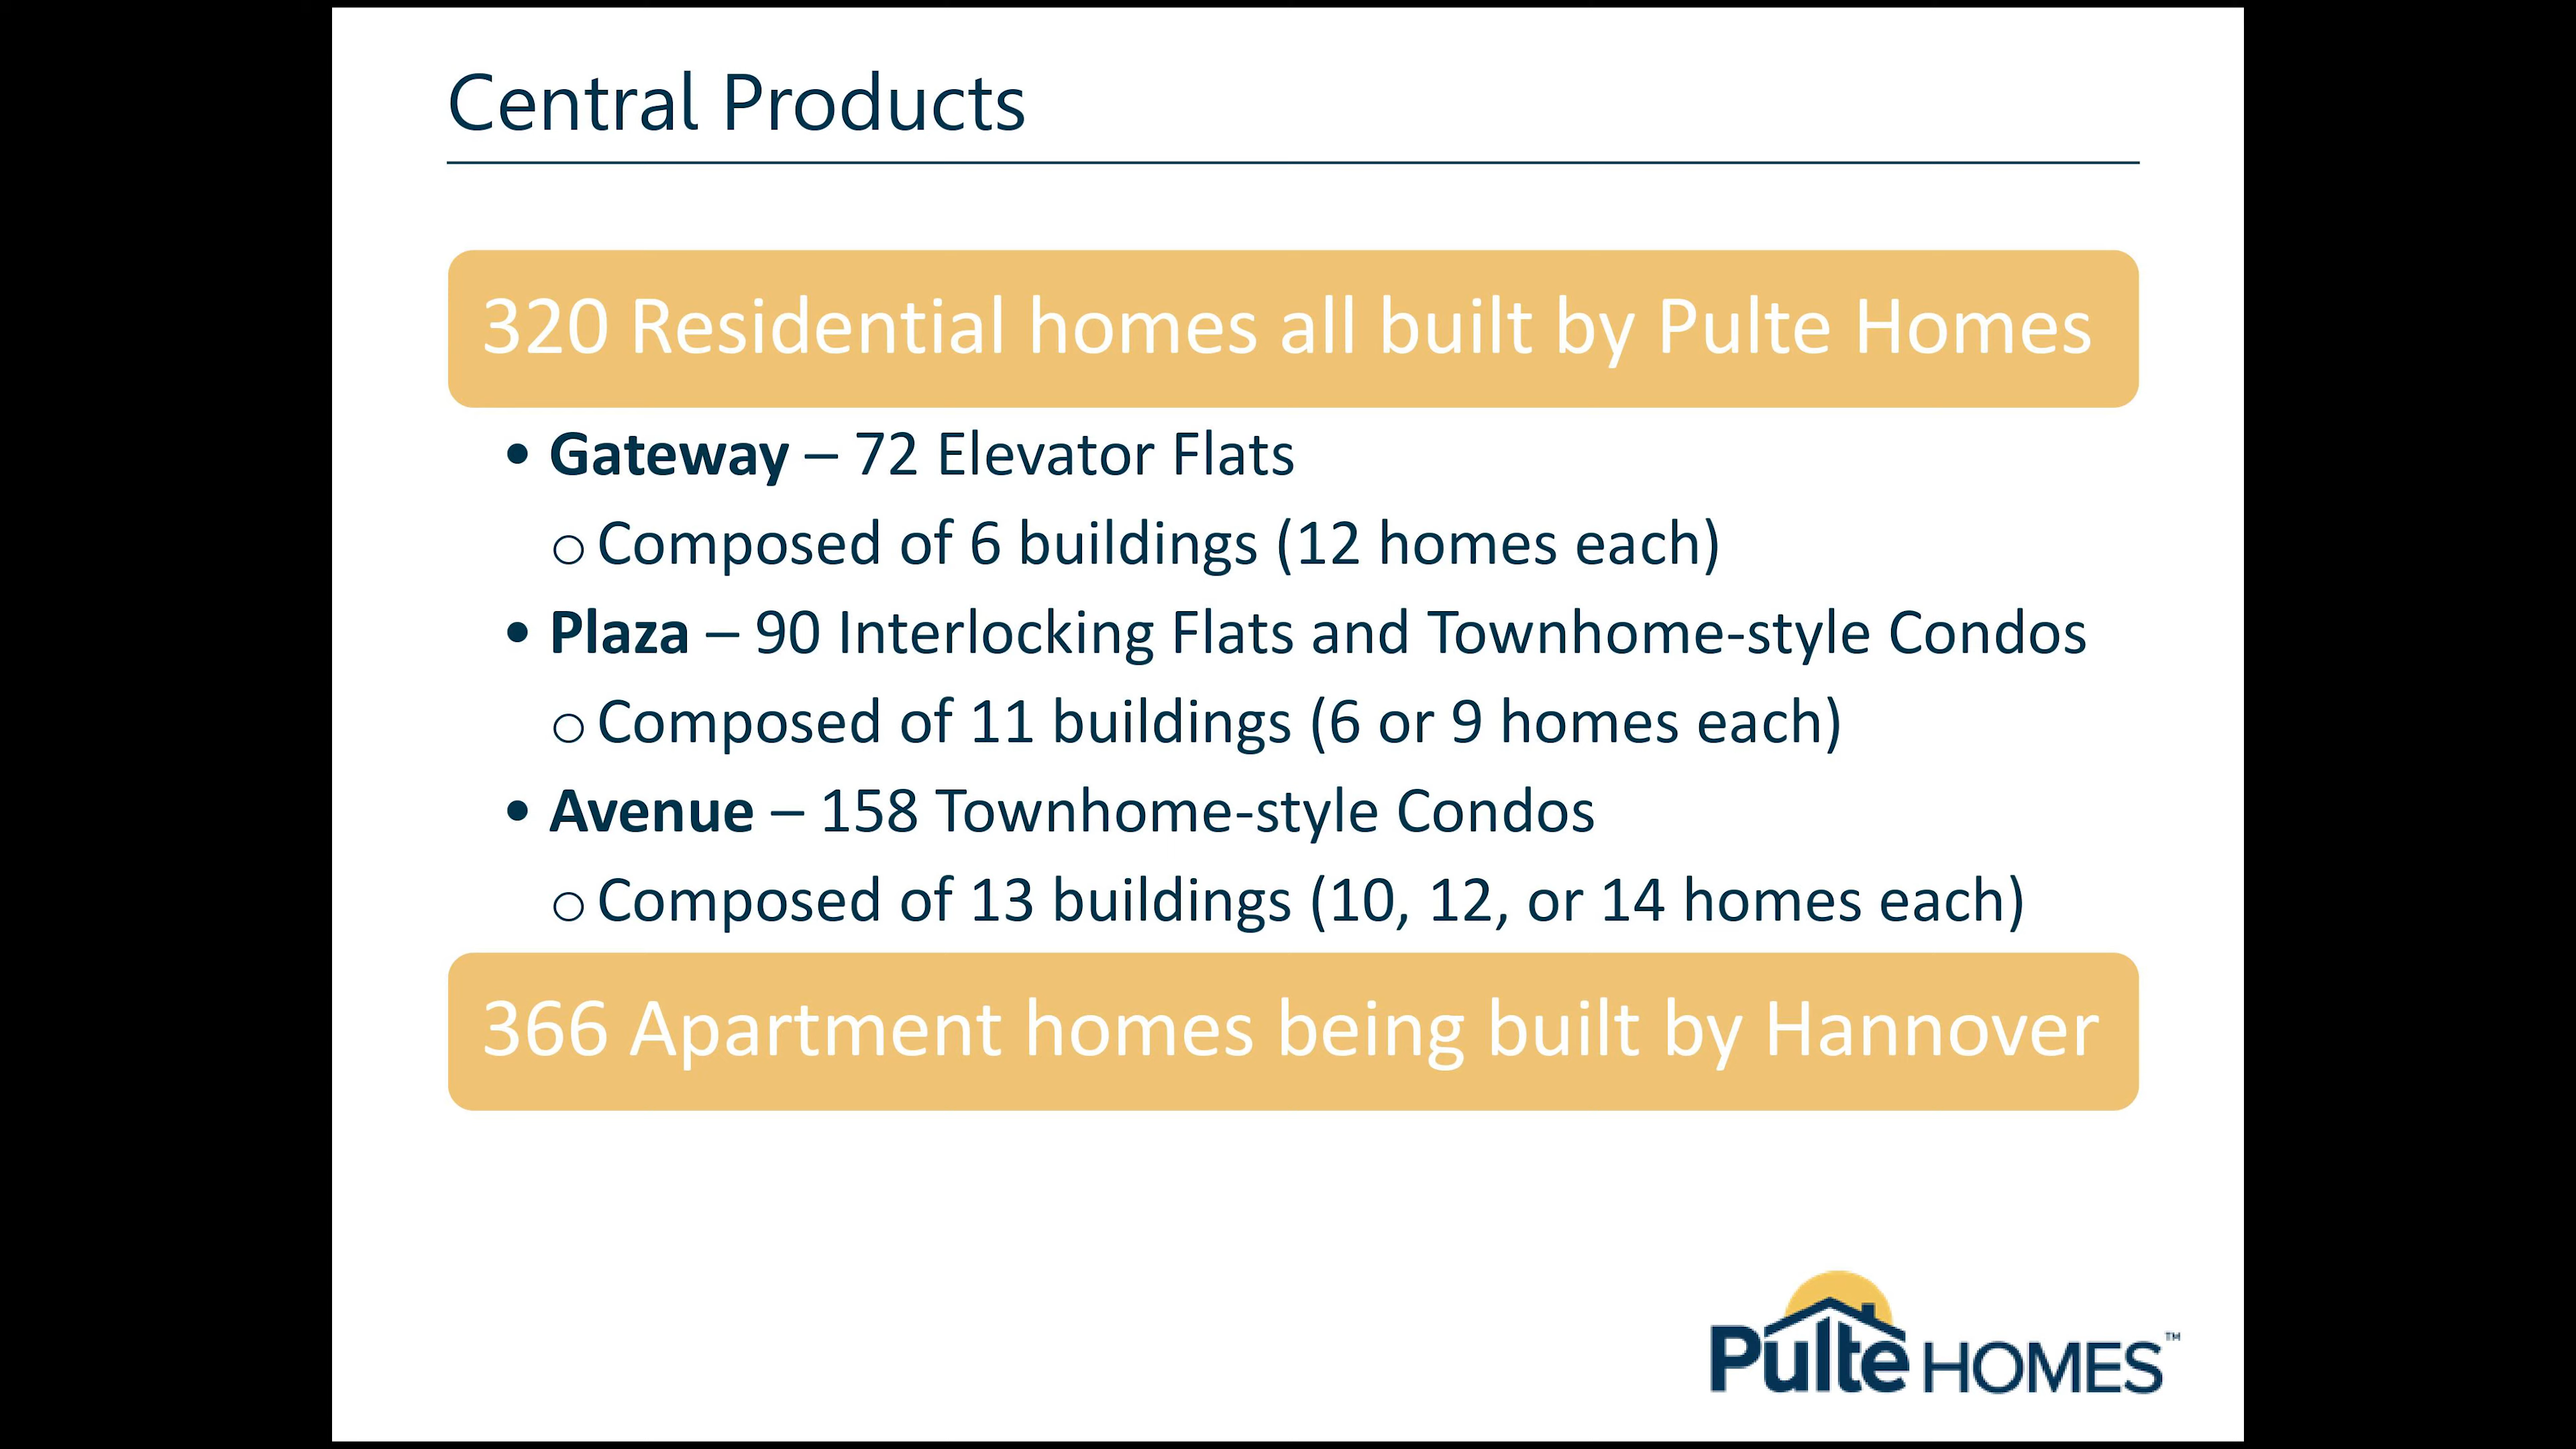 Central Products
320 Residential homes all built by Pulte Homes
• Gateway – 72 Elevator Flats
o Composed of 6 buildings (12 homes each)
• Plaza – 90 Interlocking Flats and Townhome-style Condos
o Composed of 11 buildings (6 or 9 homes each)
• Avenue – 158 Townhome-style Condos
o Composed of 13 buildings (10, 12, or 14 homes each)
366 Apartment homes being built by Hannover
Pulte HOMES™